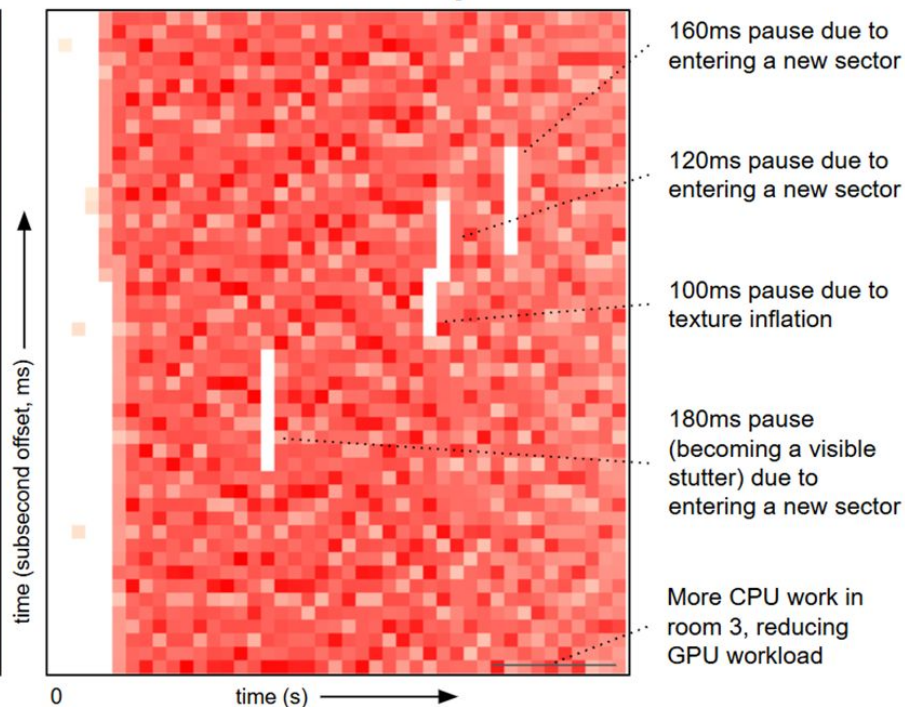 160ms pause due to
entering a new sector
120ms pause due to
entering a new sector
100ms pause due to
texture inflation
180ms pause
(becoming a visible
stutter) due to
entering a new sector
More CPU work in
room 3, reducing
GPU workload
time (subsecond offset, ms)
0
time (s)